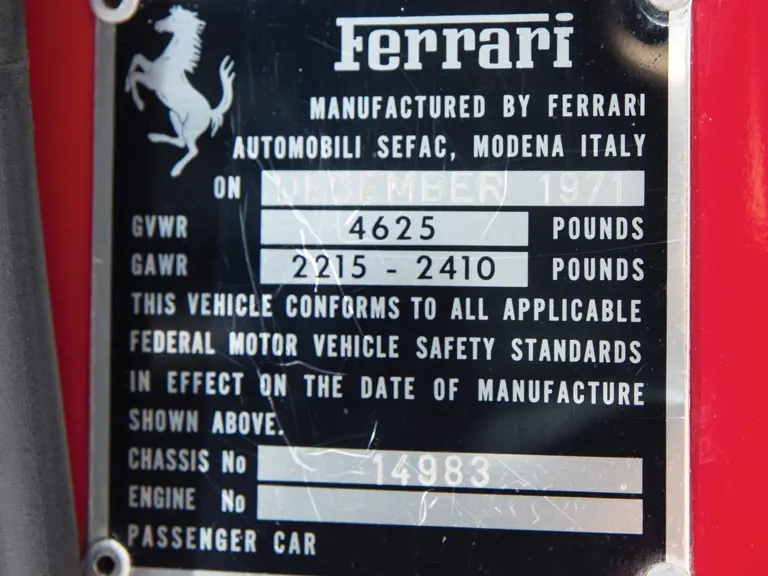 Ferrari
MANUFACTURED BY FERRARI
AUTOMOBILI SEFAC, MODENA ITALY
ON DECEMBER 1971
GVWR 4625 POUNDS
GAWR 2215 - 2410 POUNDS
THIS VEHICLE CONFORMS TO ALL APPLICABLE
FEDERAL MOTOR VEHICLE SAFETY STANDARDS
IN EFFECT ON THE DATE OF MANUFACTURE
SHOWN ABOVE.
CHASSIS No 14983
ENGINE No
PASSENGER CAR